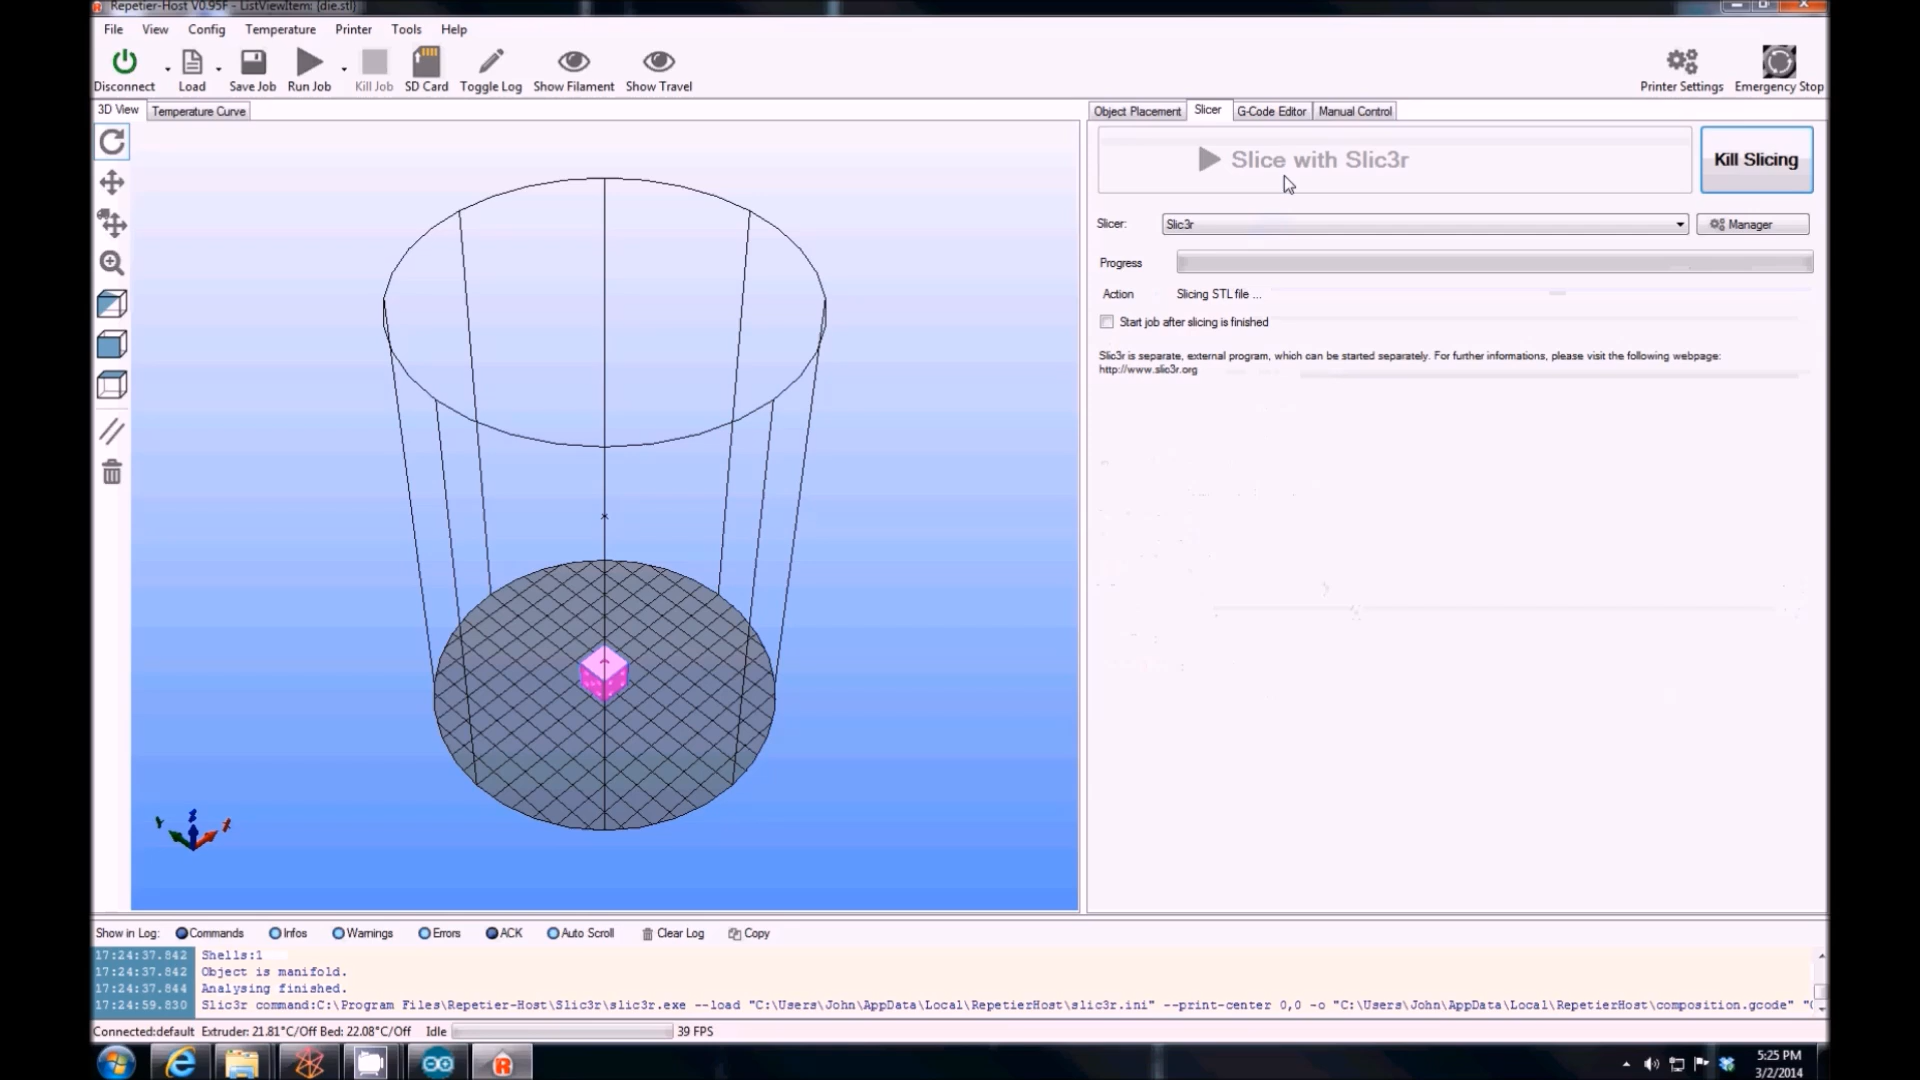 Repetier-Host V0.95F - ListViewItem: {die.stl}
File View Config Temperature Printer Tools Help
Disconnect Load Save Job Run Job Kill Job SD Card Toggle Log Show Filament Show Travel Printer Settings Emergency Stop
3D View Temperature Curve
Object Placement Slicer G-Code Editor Manual Control
Slice with Slic3r
Kill Slicing
Slicer: Slic3r Manager
Progress
Action Slicing STL file ...
Start job after slicing is finished
Slic3r is separate, external program, which can be started separately. For further informations, please visit the following webpage:
http://www.slic3r.org
Y Z X
Show in Log: Commands Infos Warnings Errors ACK Auto Scroll Clear Log Copy
17:24:37.842 Shells:1
17:24:37.842 Object is manifold.
17:24:37.844 Analysing finished.
17:24:59.830 Slic3r command:C:\Program Files\Repetier-Host\Slic3r\slic3r.exe --load "C:\Users\John\AppData\Local\RepetierHost\slic3r.ini" --print-center 0,0 -o "C:\Users\John\AppData\Local\RepetierHost\composition.gcode"
Connected:default Extruder: 21.81°C/Off Bed: 22.08°C/Off Idle 39 FPS
5:25 PM
3/2/2014